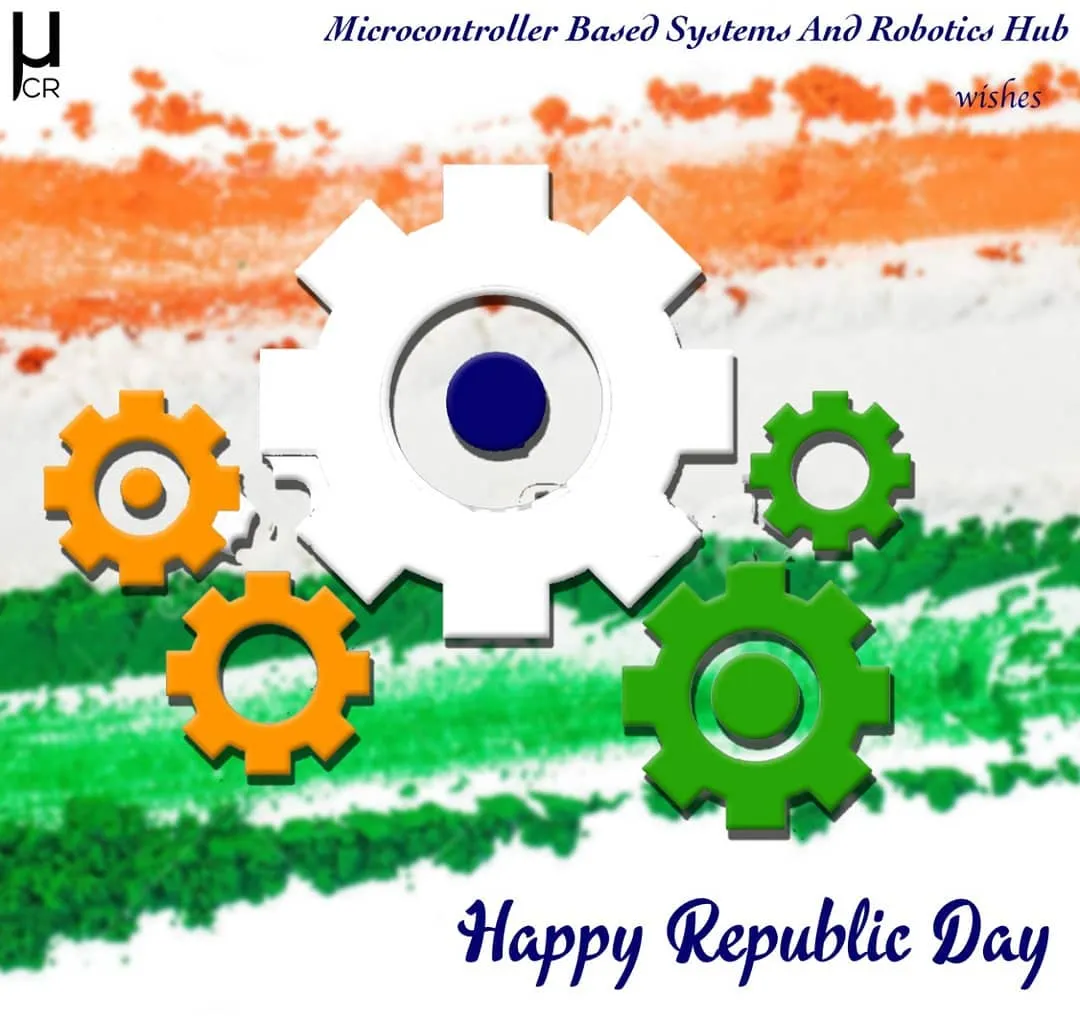 μ
CR
Microcontroller Based Systems And Robotics Hub
wishes
Happy Republic Day